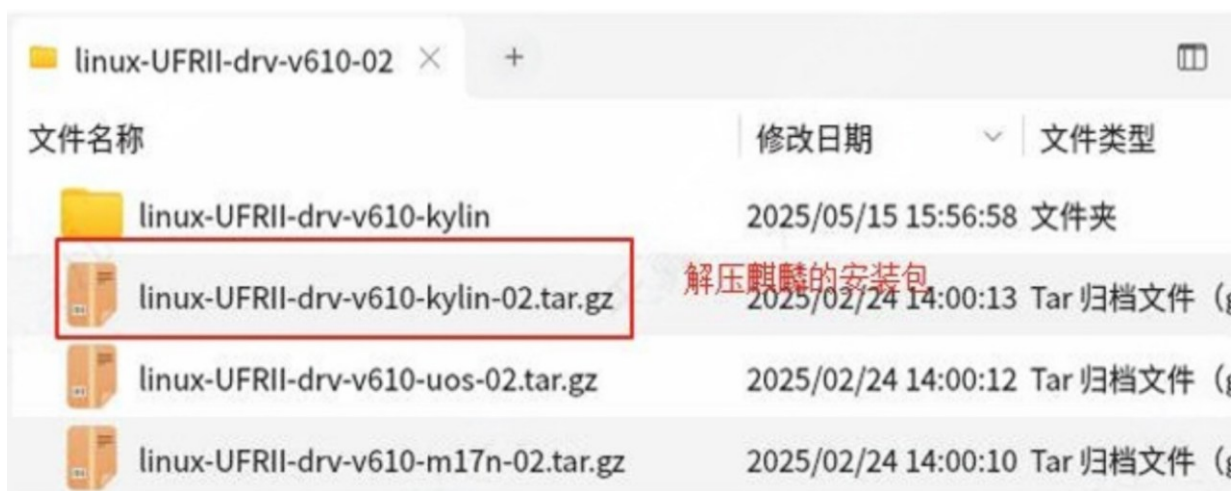 linux-UFRII-drv-v610-02
文件名称 修改日期 文件类型
linux-UFRII-drv-v610-kylin 2025/05/15 15:56:58 文件夹
解压麒麟的安装包
linux-UFRII-drv-v610-kylin-02.tar.gz 2025/02/24 14:00:13 Tar 归档文件（g
linux-UFRII-drv-v610-uos-02.tar.gz 2025/02/24 14:00:12 Tar 归档文件（g
linux-UFRII-drv-v610-m17n-02.tar.gz 2025/02/24 14:00:10 Tar 归档文件（g